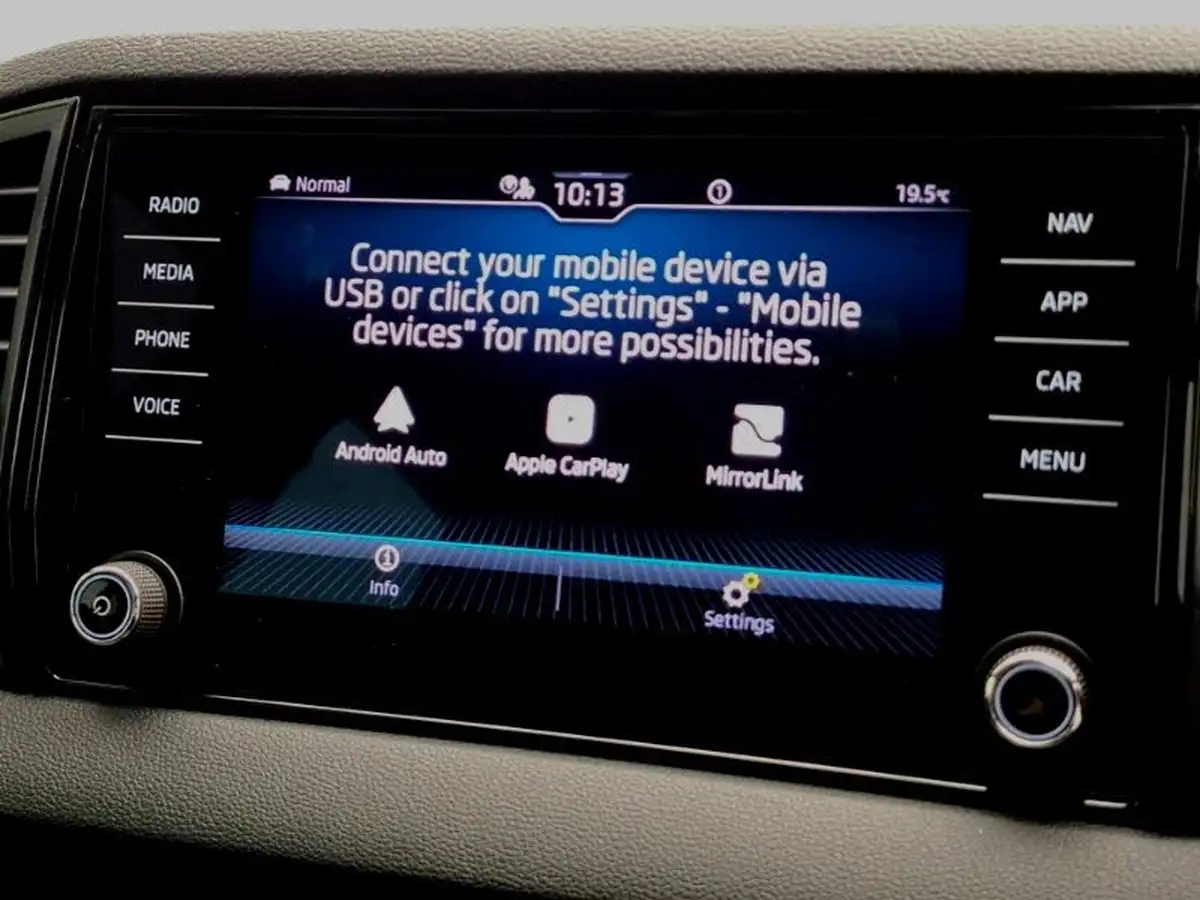 Normal
10:13
19.5°C
RADIO
MEDIA
PHONE
VOICE
Connect your mobile device via
USB or click on "Settings" - "Mobile
devices" for more possibilities.
Android Auto
Apple CarPlay
MirrorLink
Info
Settings
NAV
APP
CAR
MENU